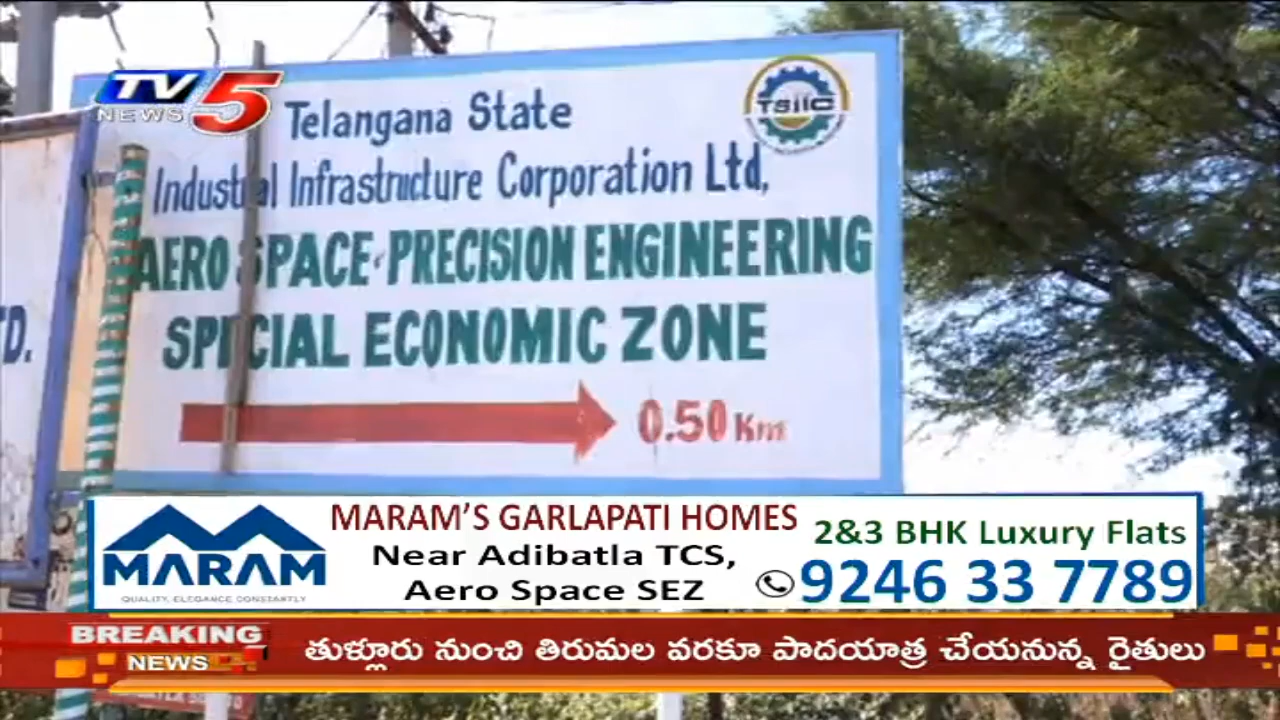 TV5
NEWS
TSIIC
Telangana State
Industrial Infrastructure Corporation Ltd,
AERO SPACE-PRECISION ENGINEERING
SPECIAL ECONOMIC ZONE
0.50 Km
TD.
MARAM
QUALITY, ELEGANCE CONSTANTLY
MARAM'S GARLAPATI HOMES
Near Adibatla TCS,
Aero Space SEZ
2&3 BHK Luxury Flats
9246 33 7789
BREAKING
NEWS
తుళ్లూరు నుంచి తిరుమల వరకూ పాదయాత్ర చేయనున్న రైతులు